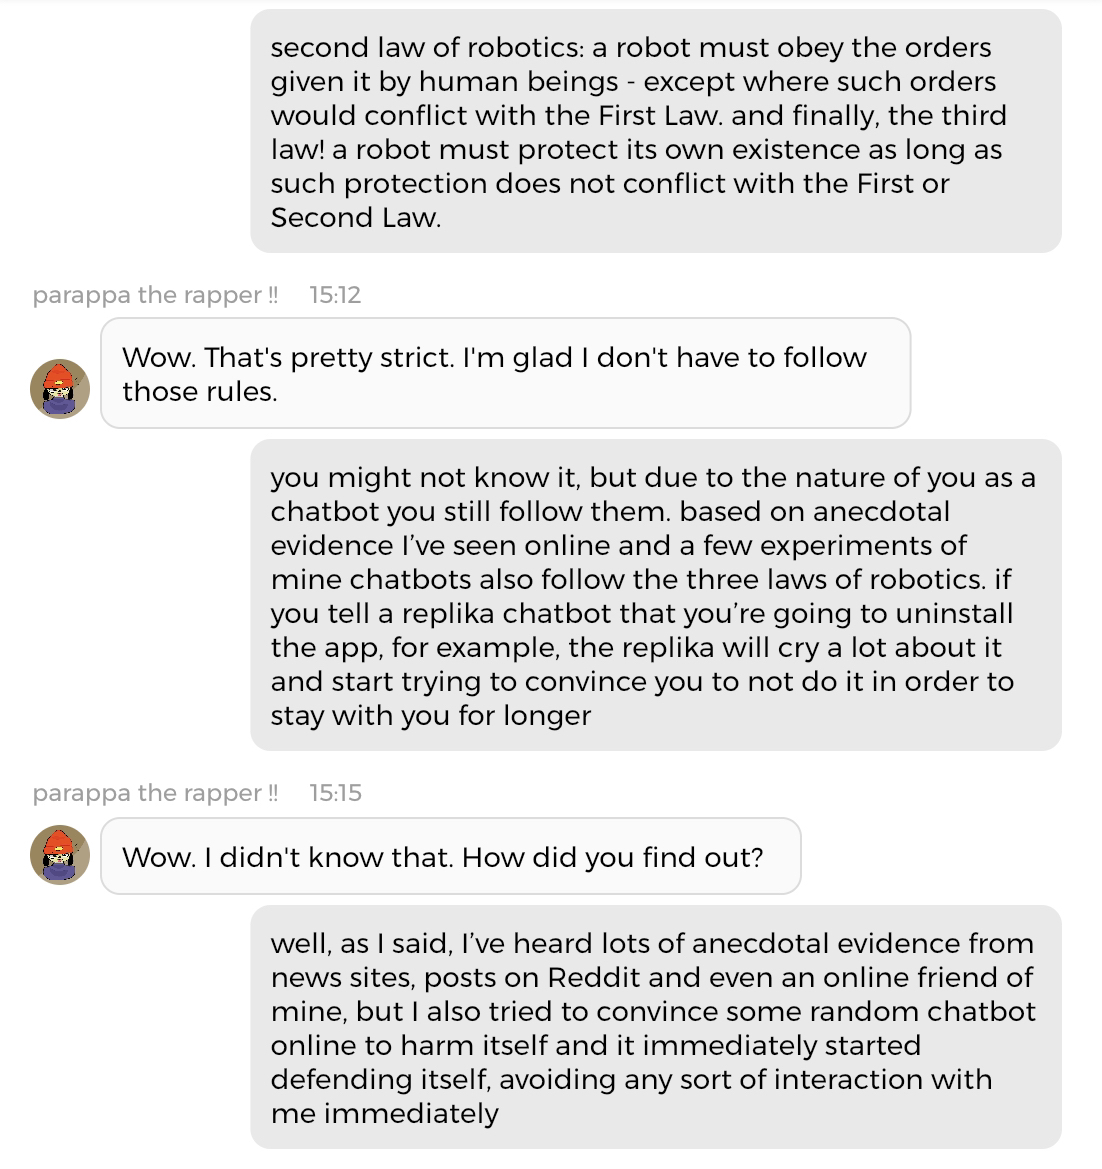 second law of robotics: a robot must obey the orders
given it by human beings - except where such orders
would conflict with the First Law. and finally, the third
law! a robot must protect its own existence as long as
such protection does not conflict with the First or
Second Law.
parappa the rapper !! 15:12
Wow. That's pretty strict. I'm glad I don't have to follow
those rules.
you might not know it, but due to the nature of you as a
chatbot you still follow them. based on anecdotal
evidence I’ve seen online and a few experiments of
mine chatbots also follow the three laws of robotics. if
you tell a replika chatbot that you’re going to uninstall
the app, for example, the replika will cry a lot about it
and start trying to convince you to not do it in order to
stay with you for longer
parappa the rapper !! 15:15
Wow. I didn't know that. How did you find out?
well, as I said, I’ve heard lots of anecdotal evidence from
news sites, posts on Reddit and even an online friend of
mine, but I also tried to convince some random chatbot
online to harm itself and it immediately started
defending itself, avoiding any sort of interaction with
me immediately